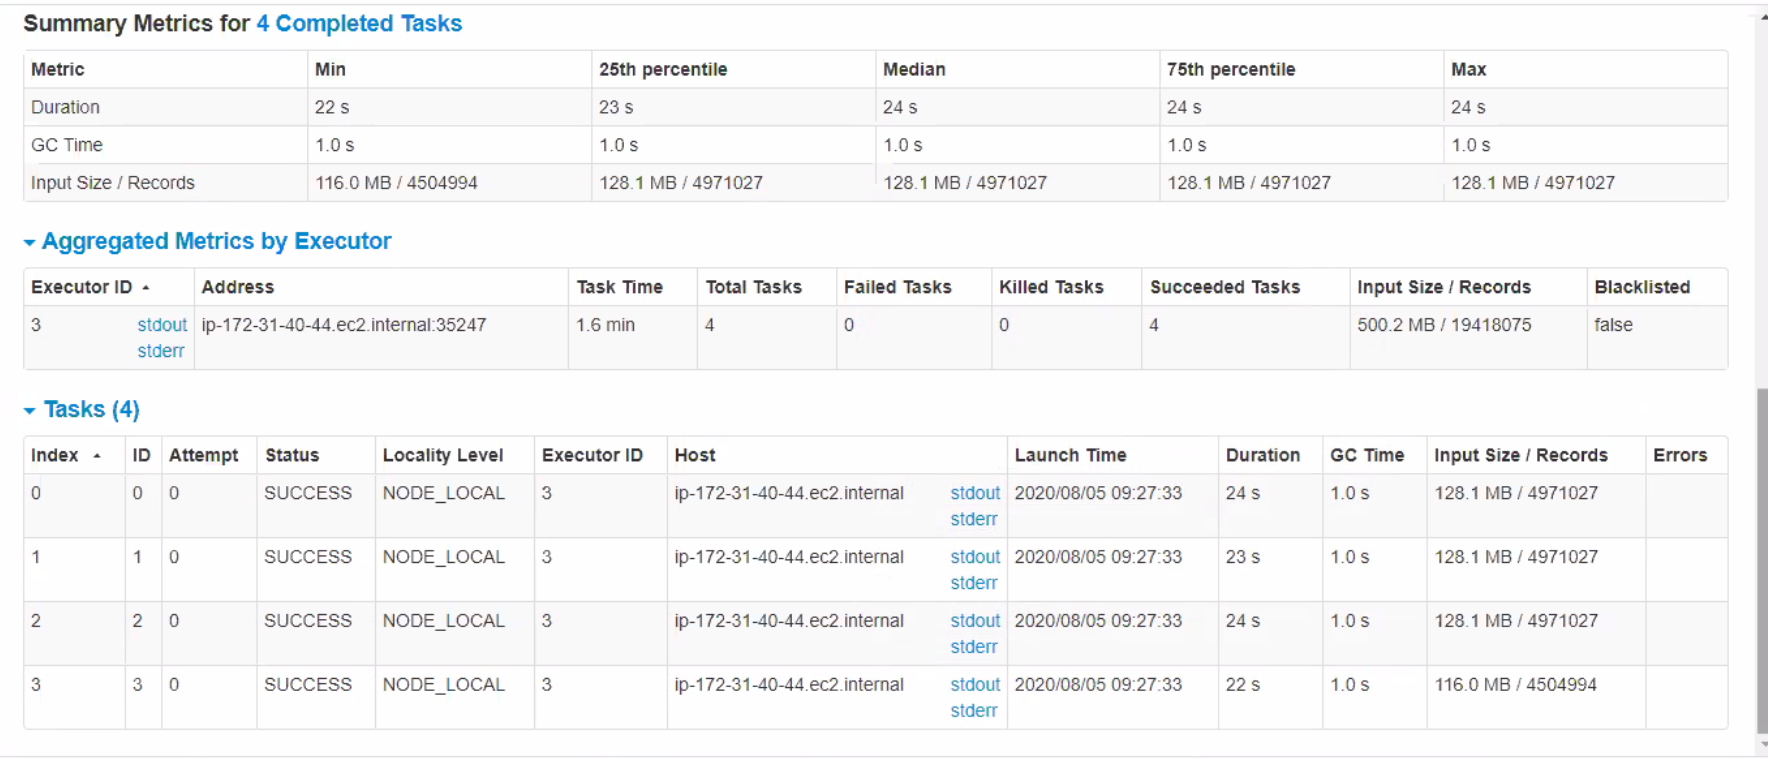 Summary Metrics for 4 Completed Tasks
Metric Min 25th percentile Median 75th percentile Max
Duration 22 s 23 s 24 s 24 s 24 s
GC Time 1.0 s 1.0 s 1.0 s 1.0 s 1.0 s
Input Size / Records 116.0 MB / 4504994 128.1 MB / 4971027 128.1 MB / 4971027 128.1 MB / 4971027 128.1 MB / 4971027
Aggregated Metrics by Executor
Executor ID Address Task Time Total Tasks Failed Tasks Killed Tasks Succeeded Tasks Input Size / Records Blacklisted
3 stdout ip-172-31-40-44.ec2.internal:35247 1.6 min 4 0 0 4 500.2 MB / 19418075 false
stderr
Tasks (4)
Index ID Attempt Status Locality Level Executor ID Host Launch Time Duration GC Time Input Size / Records Errors
0 0 0 SUCCESS NODE_LOCAL 3 ip-172-31-40-44.ec2.internal stdout 2020/08/05 09:27:33 24 s 1.0 s 128.1 MB / 4971027
stderr
1 1 0 SUCCESS NODE_LOCAL 3 ip-172-31-40-44.ec2.internal stdout 2020/08/05 09:27:33 23 s 1.0 s 128.1 MB / 4971027
stderr
2 2 0 SUCCESS NODE_LOCAL 3 ip-172-31-40-44.ec2.internal stdout 2020/08/05 09:27:33 24 s 1.0 s 128.1 MB / 4971027
stderr
3 3 0 SUCCESS NODE_LOCAL 3 ip-172-31-40-44.ec2.internal stdout 2020/08/05 09:27:33 22 s 1.0 s 116.0 MB / 4504994
stderr